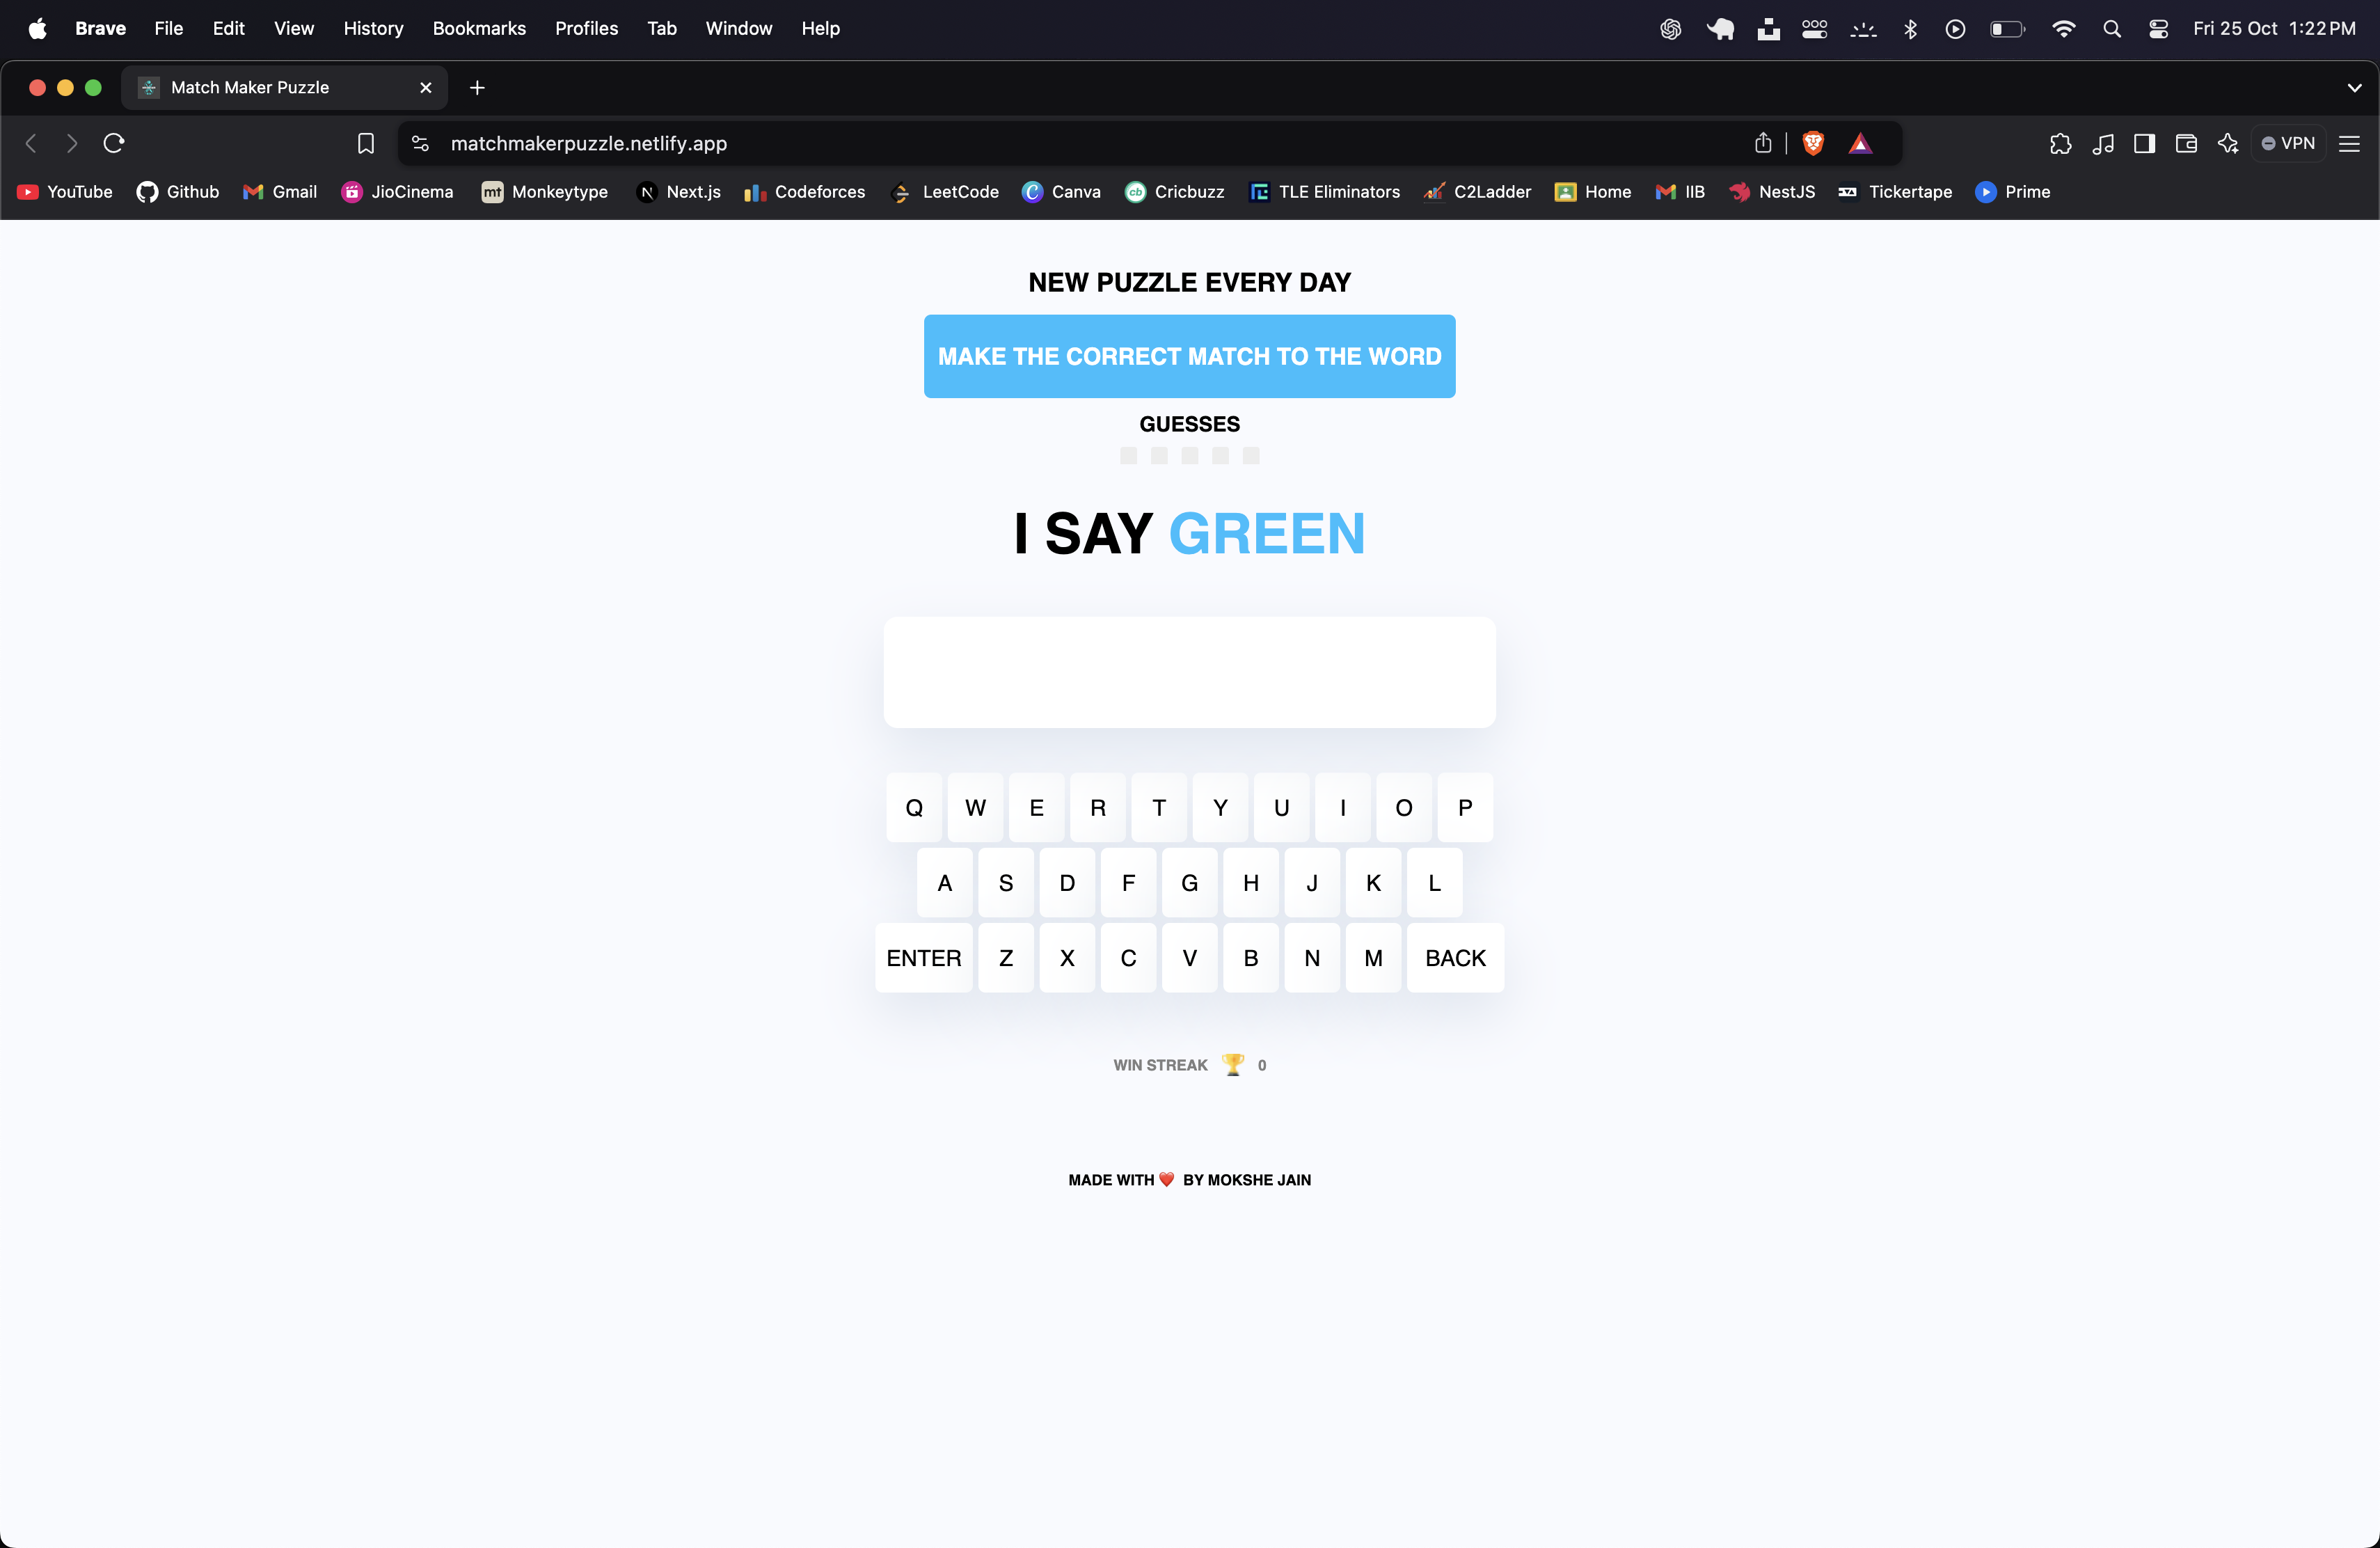 Brave File Edit View History Bookmarks Profiles Tab Window Help Fri 25 Oct 1:22 PM
Match Maker Puzzle
matchmakerpuzzle.netlify.app VPN
YouTube Github Gmail JioCinema mt Monkeytype N Next.js Codeforces LeetCode C Canva cb Cricbuzz TLE Eliminators C2Ladder Home IIB NestJS Tickertape Prime
NEW PUZZLE EVERY DAY
MAKE THE CORRECT MATCH TO THE WORD
GUESSES
I SAY GREEN
Q W E R T Y U I O P
A S D F G H J K L
ENTER Z X C V B N M BACK
WIN STREAK 🏆 0
MADE WITH ❤️ BY MOKSHE JAIN